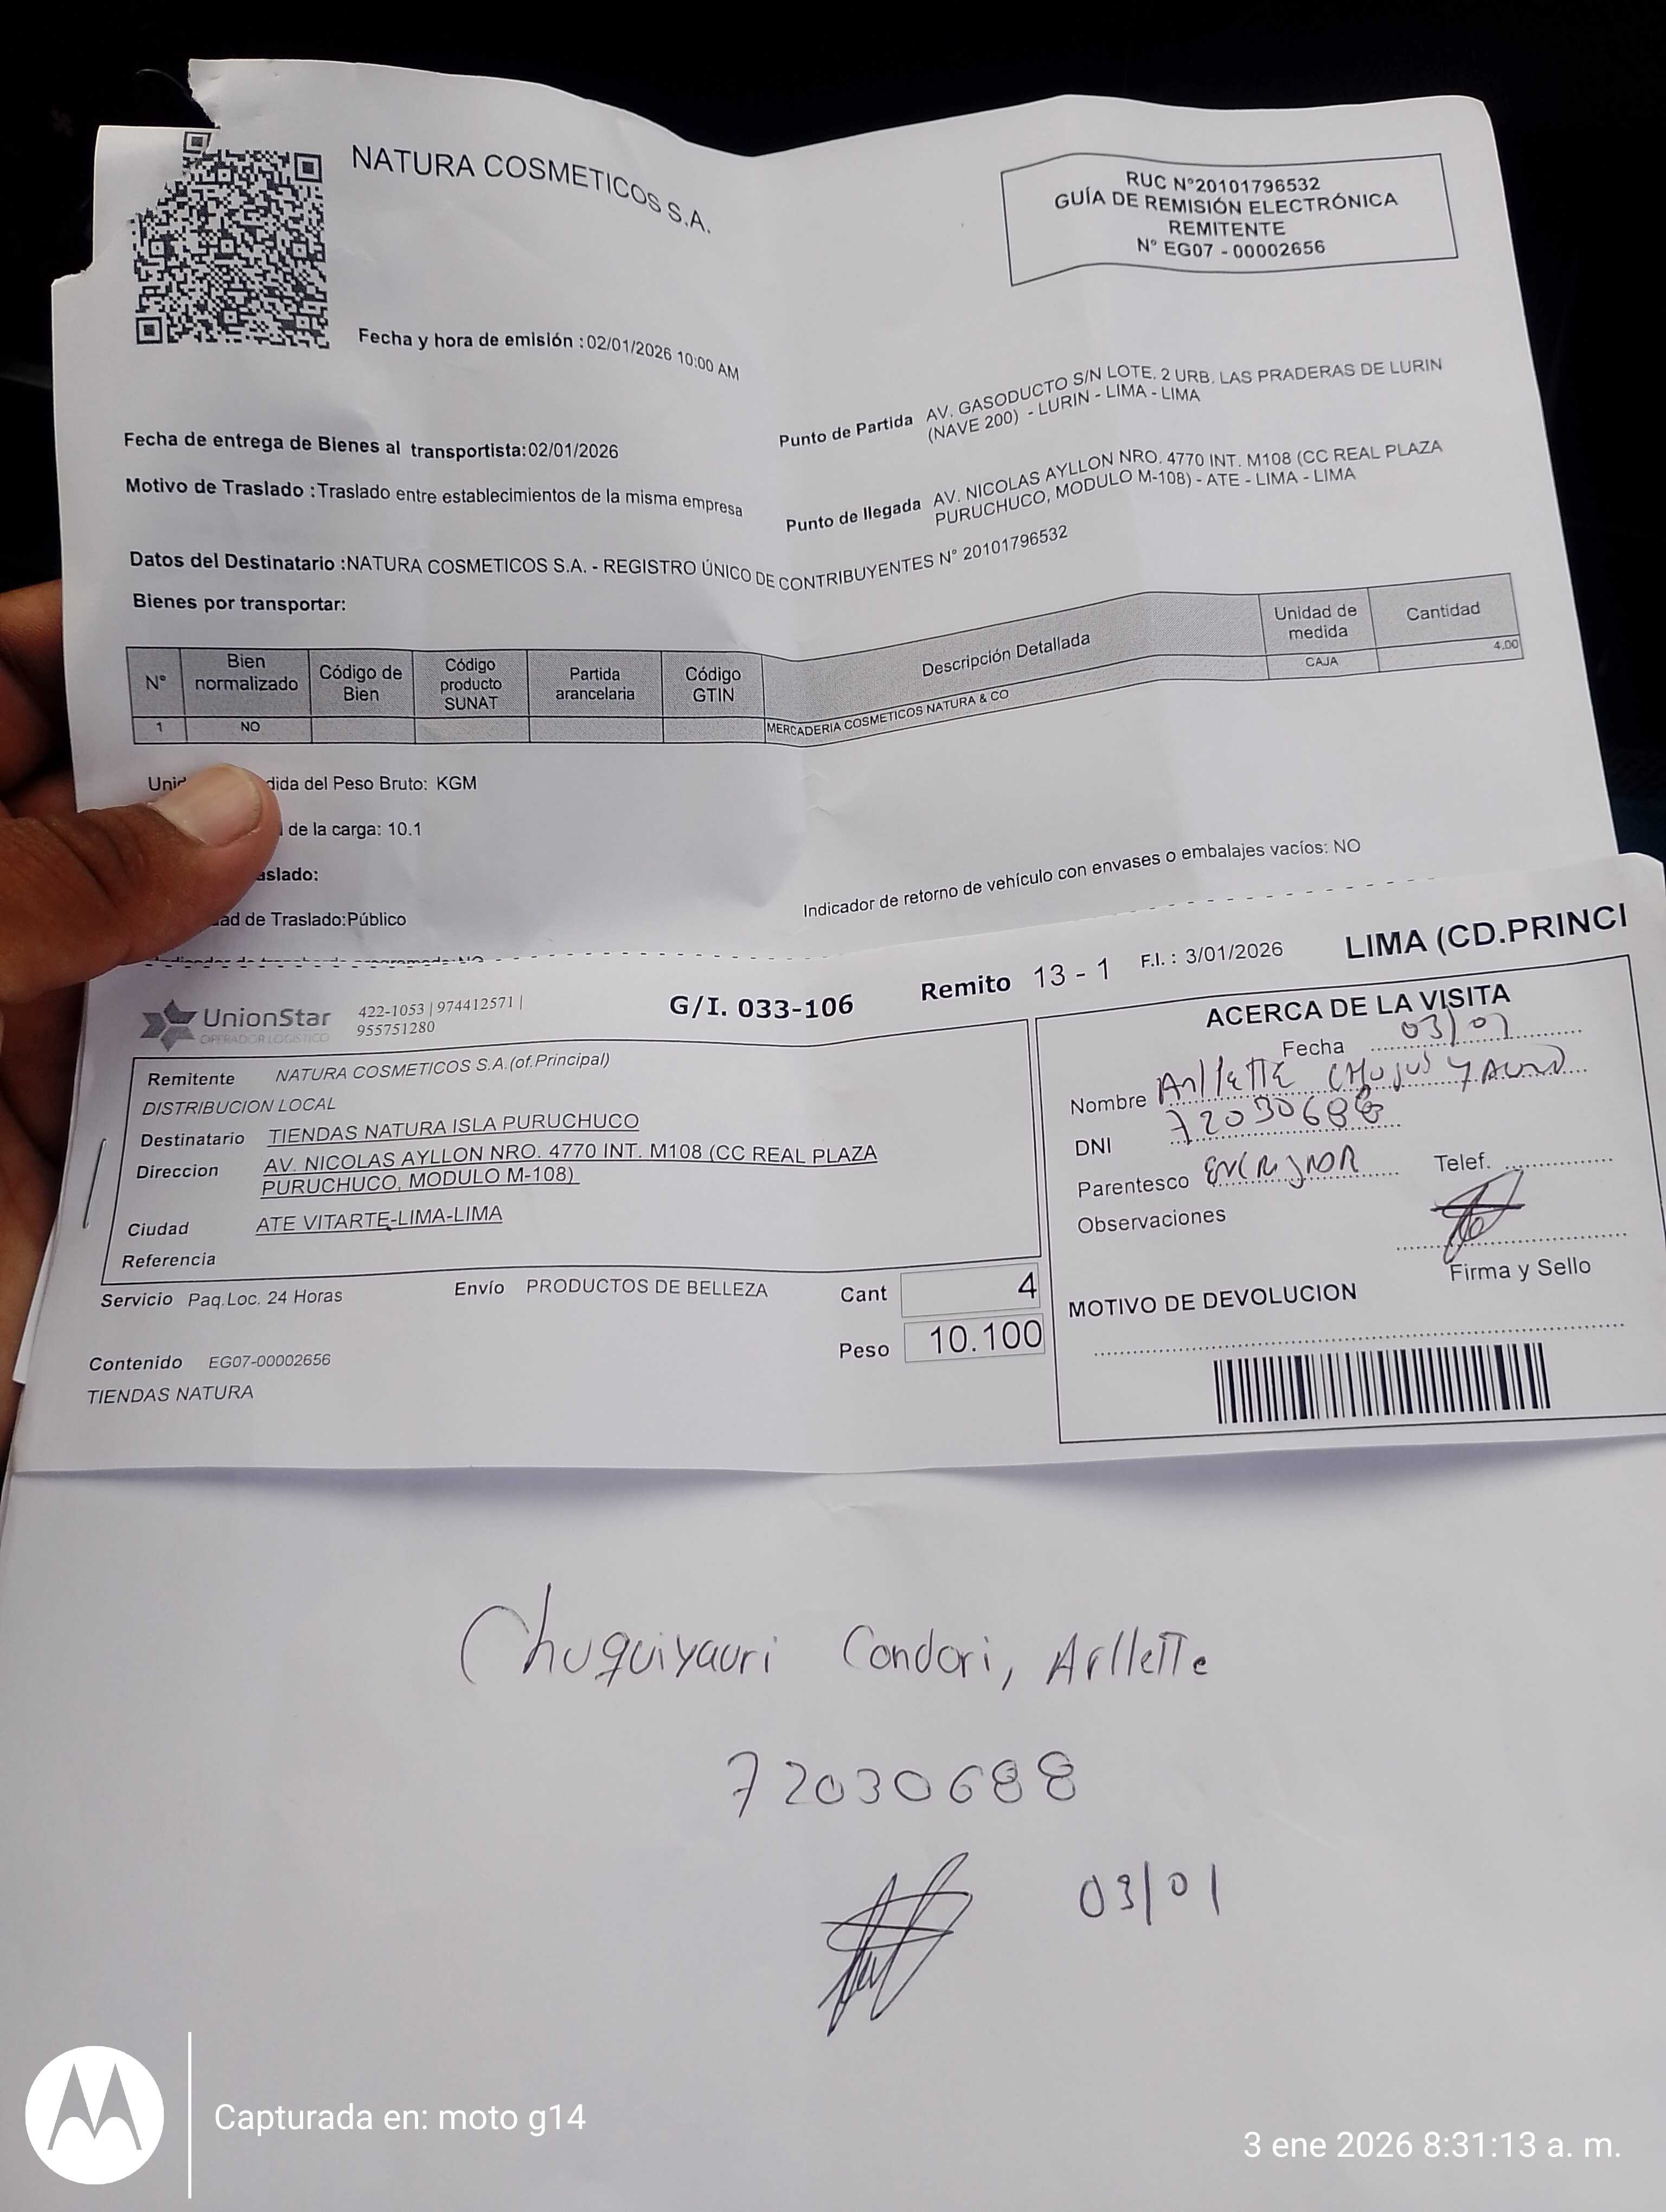 NATURA COSMETICOS S.A.
RUC N°20101796532
GUÍA DE REMISIÓN ELECTRÓNICA
REMITENTE
N° EG07 - 00002656
Fecha y hora de emisión :02/01/2026 10:00 AM
Fecha de entrega de Bienes al transportista:02/01/2026
Punto de Partida AV. GASODUCTO S/N LOTE. 2 URB. LAS PRADERAS DE LURIN
(NAVE 200) - LURIN - LIMA - LIMA
Motivo de Traslado :Traslado entre establecimientos de la misma empresa
Punto de llegada AV. NICOLAS AYLLON NRO. 4770 INT. M108 (CC REAL PLAZA
PURUCHUCO, MODULO M-108) - ATE - LIMA - LIMA
Datos del Destinatario :NATURA COSMETICOS S.A. - REGISTRO ÚNICO DE CONTRIBUYENTES N° 20101796532
Bienes por transportar:
N° Bien normalizado Código de Bien Código producto SUNAT Partida arancelaria Código GTIN Descripción Detallada Unidad de medida Cantidad
1 NO MERCADERIA COSMETICOS NATURA & CO CAJA 4.00
dida del Peso Bruto: KGM
de la carga: 10.1
aslado:
ad de Traslado:Público
Indicador de retorno de vehículo con envases o embalajes vacíos: NO
UnionStar
OPERADOR LOGISTICO
422-1053 | 974412571 |
955751280
G/I. 033-106
Remito 13 - 1
F.I. : 3/01/2026
LIMA (CD.PRINCI
Remitente NATURA COSMETICOS S.A.(of.Principal)
DISTRIBUCION LOCAL
Destinatario TIENDAS NATURA ISLA PURUCHUCO
Direccion AV. NICOLAS AYLLON NRO. 4770 INT. M108 (CC REAL PLAZA
PURUCHUCO, MODULO M-108)
Ciudad ATE VITARTE-LIMA-LIMA
Referencia
Servicio Paq.Loc. 24 Horas
Envío PRODUCTOS DE BELLEZA
Cant 4
Peso 10.100
Contenido EG07-00002656
TIENDAS NATURA
ACERCA DE LA VISITA
Fecha 03/01
Nombre Arllette
DNI 72030688
Parentesco
Telef.
Observaciones
Firma y Sello
MOTIVO DE DEVOLUCION
Chuquiyauri Condori, Arllette
72030688
03/01
Capturada en: moto g14
3 ene 2026 8:31:13 a. m.